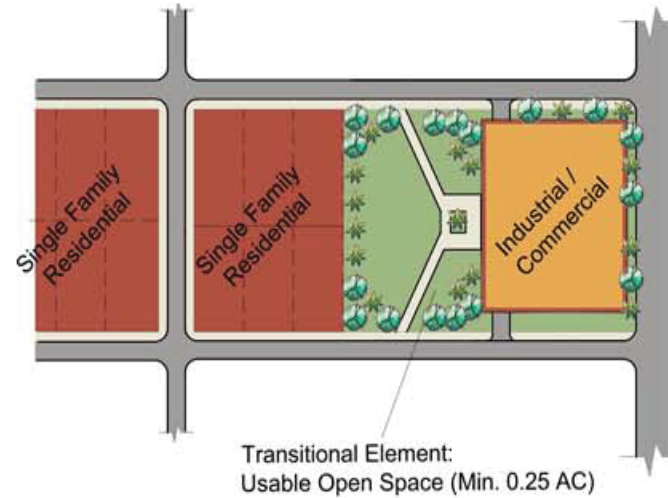 Single Family
Residential
Single Family
Residential
Industrial /
Commercial
Transitional Element:
Usable Open Space (Min. 0.25 AC)